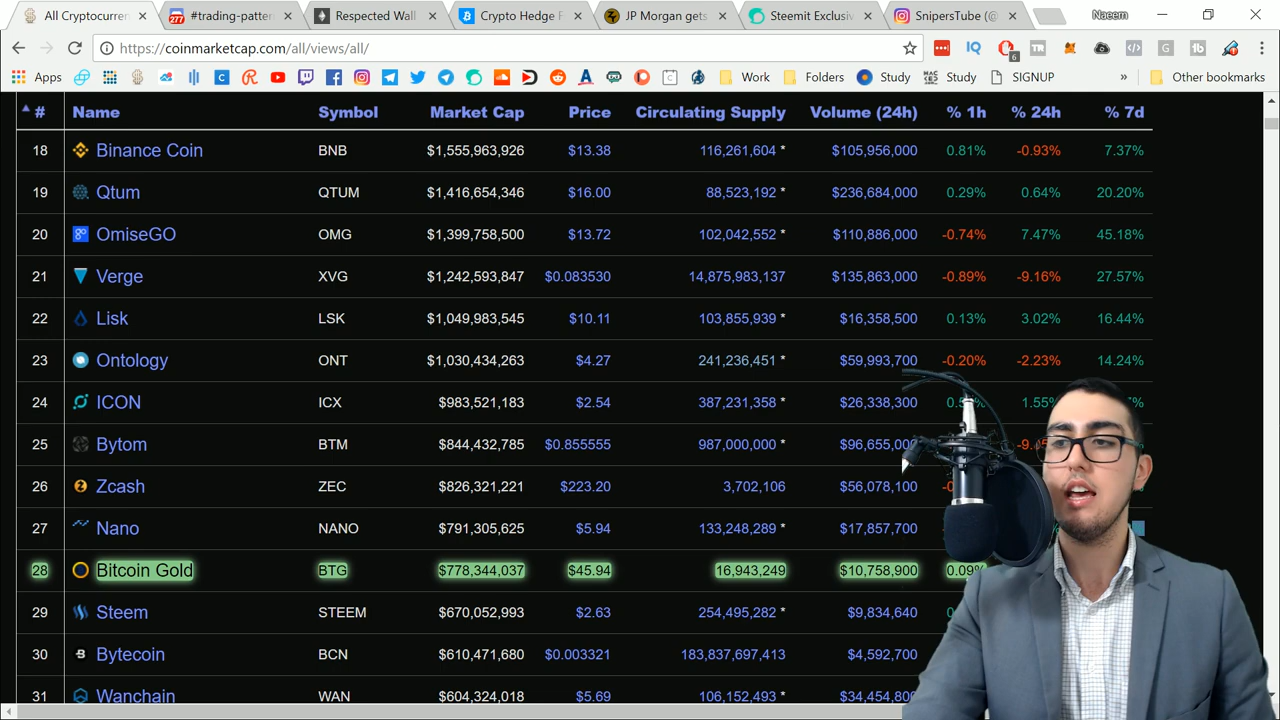 All Cryptocurren
#trading-patter
Respected Wall
Crypto Hedge F
JP Morgan gets
Steemit Exclusiv
SnipersTube (@
Naeem
https://coinmarketcap.com/all/views/all/
Apps
Work
Folders
Study
Study
SIGNUP
»
Other bookmarks
# Name Symbol Market Cap Price Circulating Supply Volume (24h) % 1h % 24h % 7d
18 Binance Coin BNB $1,555,963,926 $13.38 116,261,604 * $105,956,000 0.81% -0.93% 7.37%
19 Qtum QTUM $1,416,654,346 $16.00 88,523,192 * $236,684,000 0.29% 0.64% 20.20%
20 OmiseGO OMG $1,399,758,500 $13.72 102,042,552 * $110,886,000 -0.74% 7.47% 45.18%
21 Verge XVG $1,242,593,847 $0.083530 14,875,983,137 $135,863,000 -0.89% -9.16% 27.57%
22 Lisk LSK $1,049,983,545 $10.11 103,855,939 * $16,358,500 0.13% 3.02% 16.44%
23 Ontology ONT $1,030,434,263 $4.27 241,236,451 * $59,993,700 -0.20% -2.23% 14.24%
24 ICON ICX $983,521,183 $2.54 387,231,358 * $26,338,300 1.55%
25 Bytom BTM $844,432,785 $0.855555 987,000,000 * $96,655,000
26 Zcash ZEC $826,321,221 $223.20 3,702,106 $56,078,100
27 Nano NANO $791,305,625 $5.94 133,248,289 * $17,857,700
28 Bitcoin Gold BTG $778,344,037 $45.94 16,943,249 0.09%
29 Steem STEEM $670,052,993 $2.63 254,495,282 * $9,834,640
30 Bytecoin BCN $610,471,680 $0.003321 183,837,697,413 $4,592,700
31 Wanchain WAN $604,324,018 $5.69 106,152,493 * $34,454,800